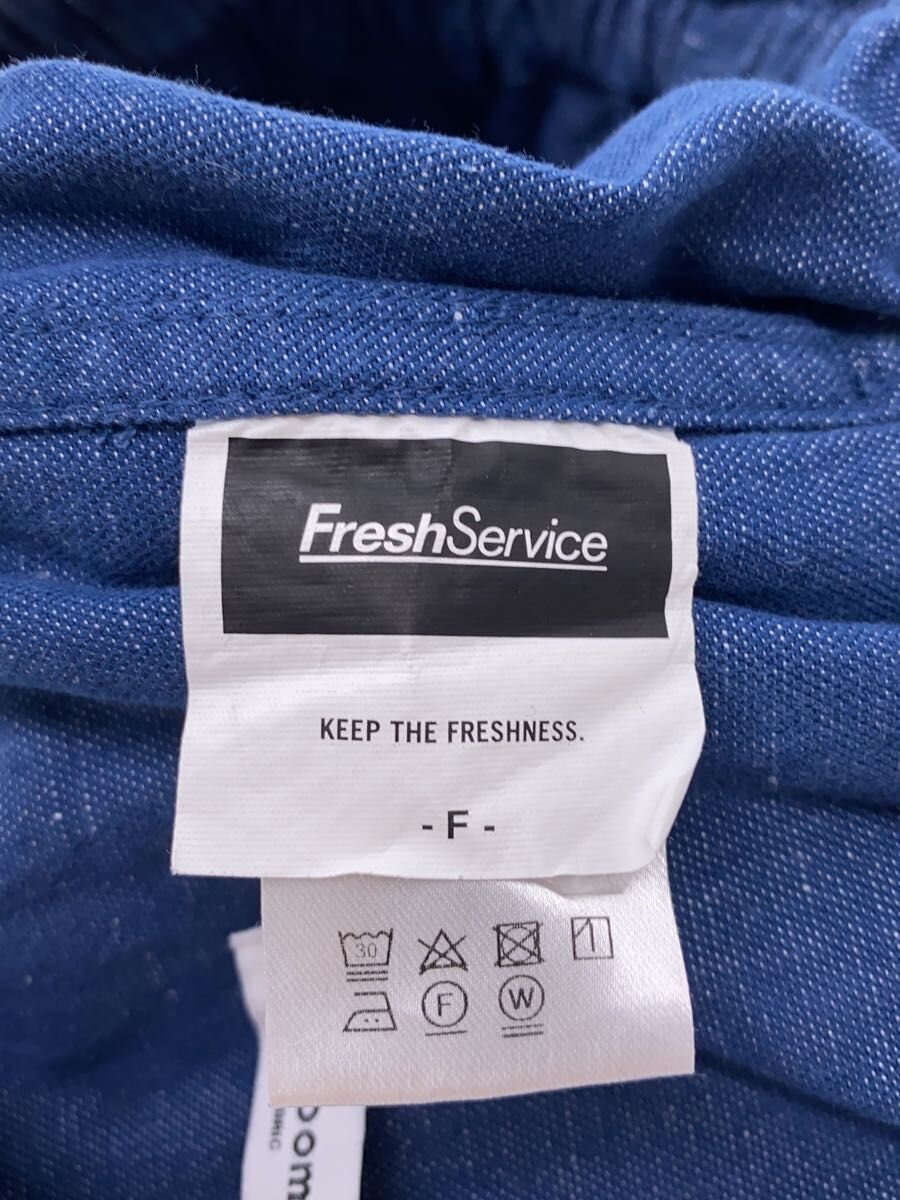 FreshService
KEEP THE FRESHNESS.
- F -
30
F
W